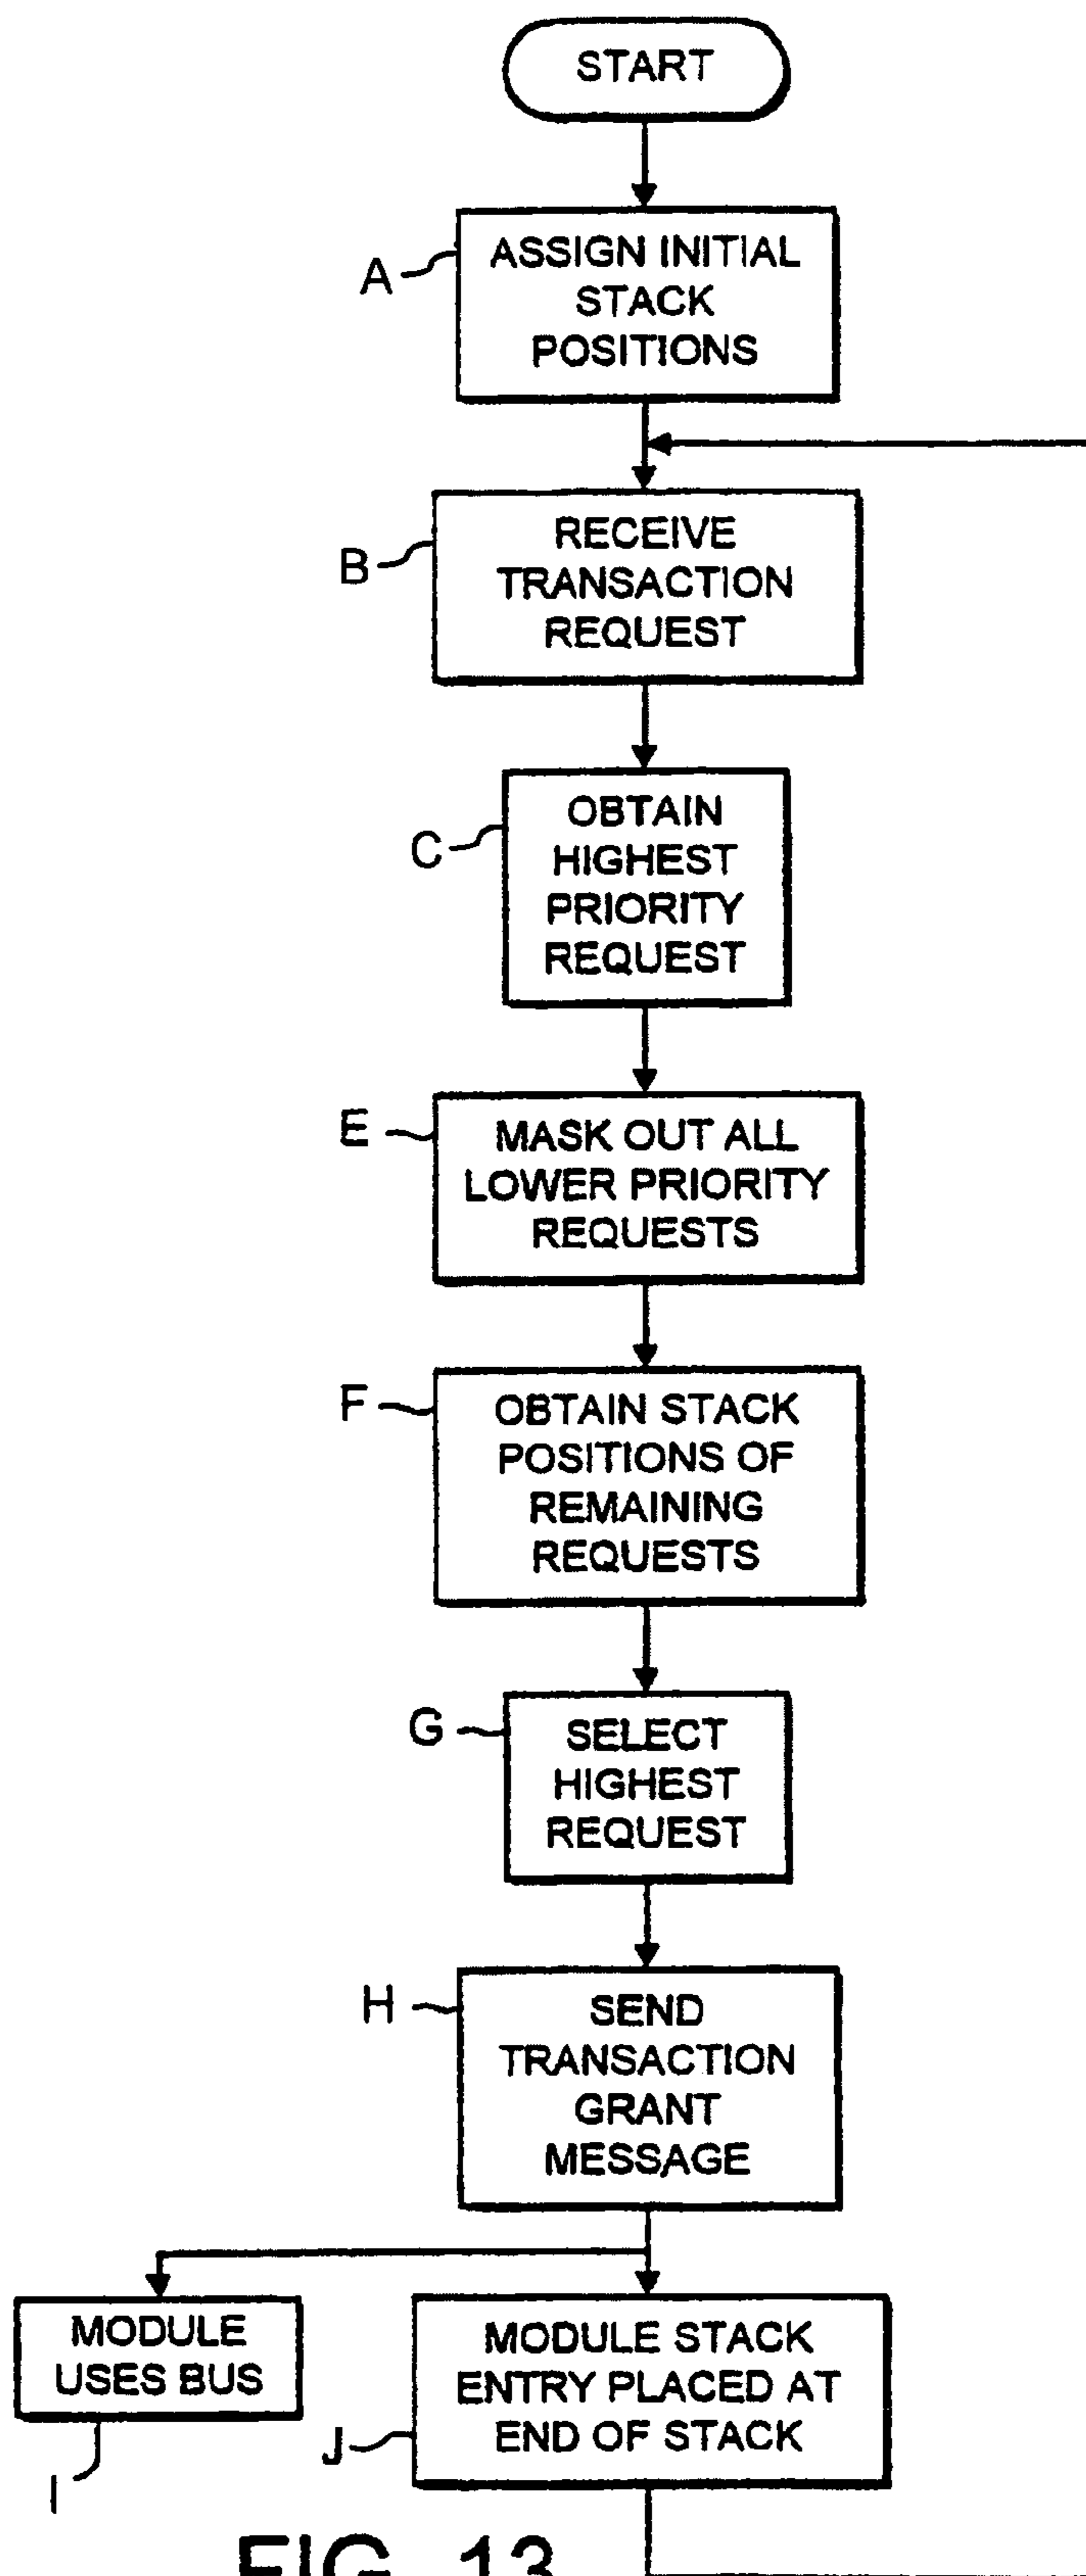 START
A
ASSIGN INITIAL
STACK
POSITIONS
B
RECEIVE
TRANSACTION
REQUEST
C
OBTAIN
HIGHEST
PRIORITY
REQUEST
E
MASK OUT ALL
LOWER PRIORITY
REQUESTS
F
OBTAIN STACK
POSITIONS OF
REMAINING
REQUESTS
G
SELECT
HIGHEST
REQUEST
H
SEND
TRANSACTION
GRANT
MESSAGE
MODULE
USES BUS
I
J
MODULE STACK
ENTRY PLACED AT
END OF STACK
FIG. 13